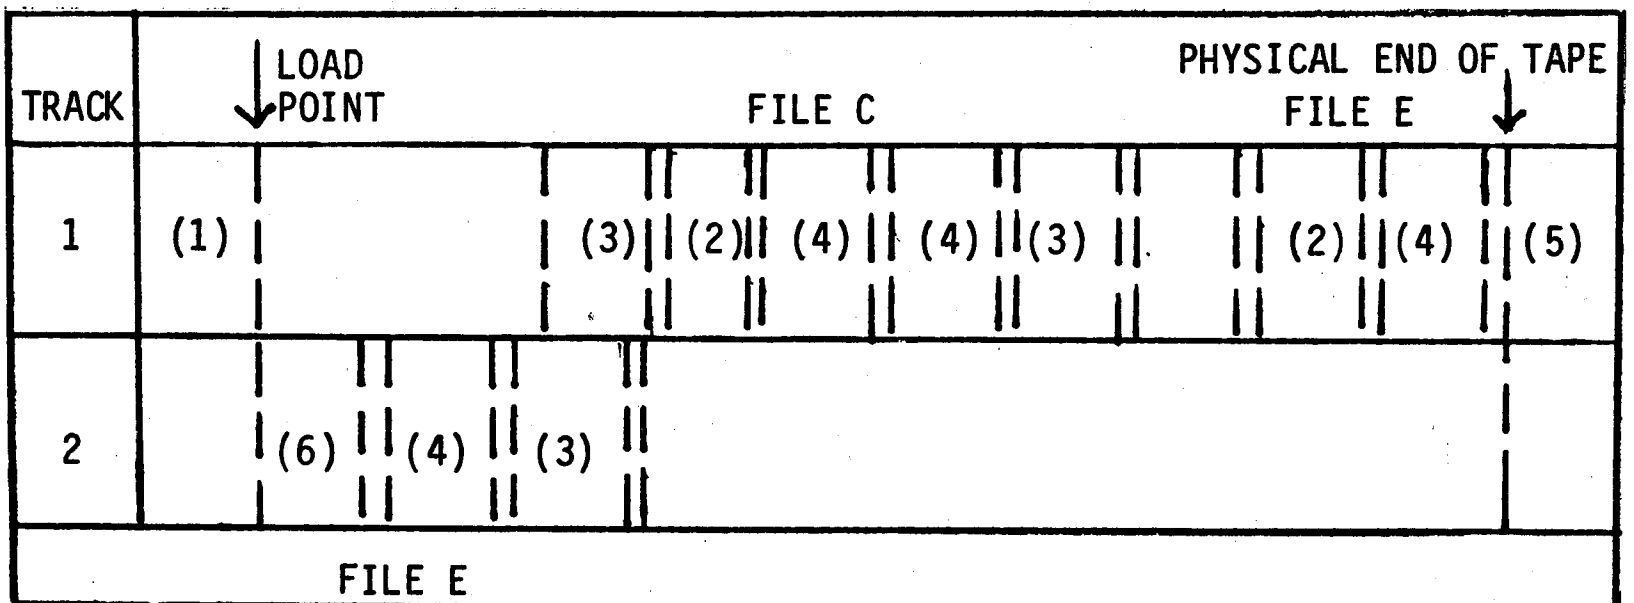 PHYSICAL END OF TAPE
LOAD
TRACK POINT FILE C FILE E
1 (1) (3) (2) (4) (4) (3) (2) (4) (5)
2 (6) (4) (3)
FILE E